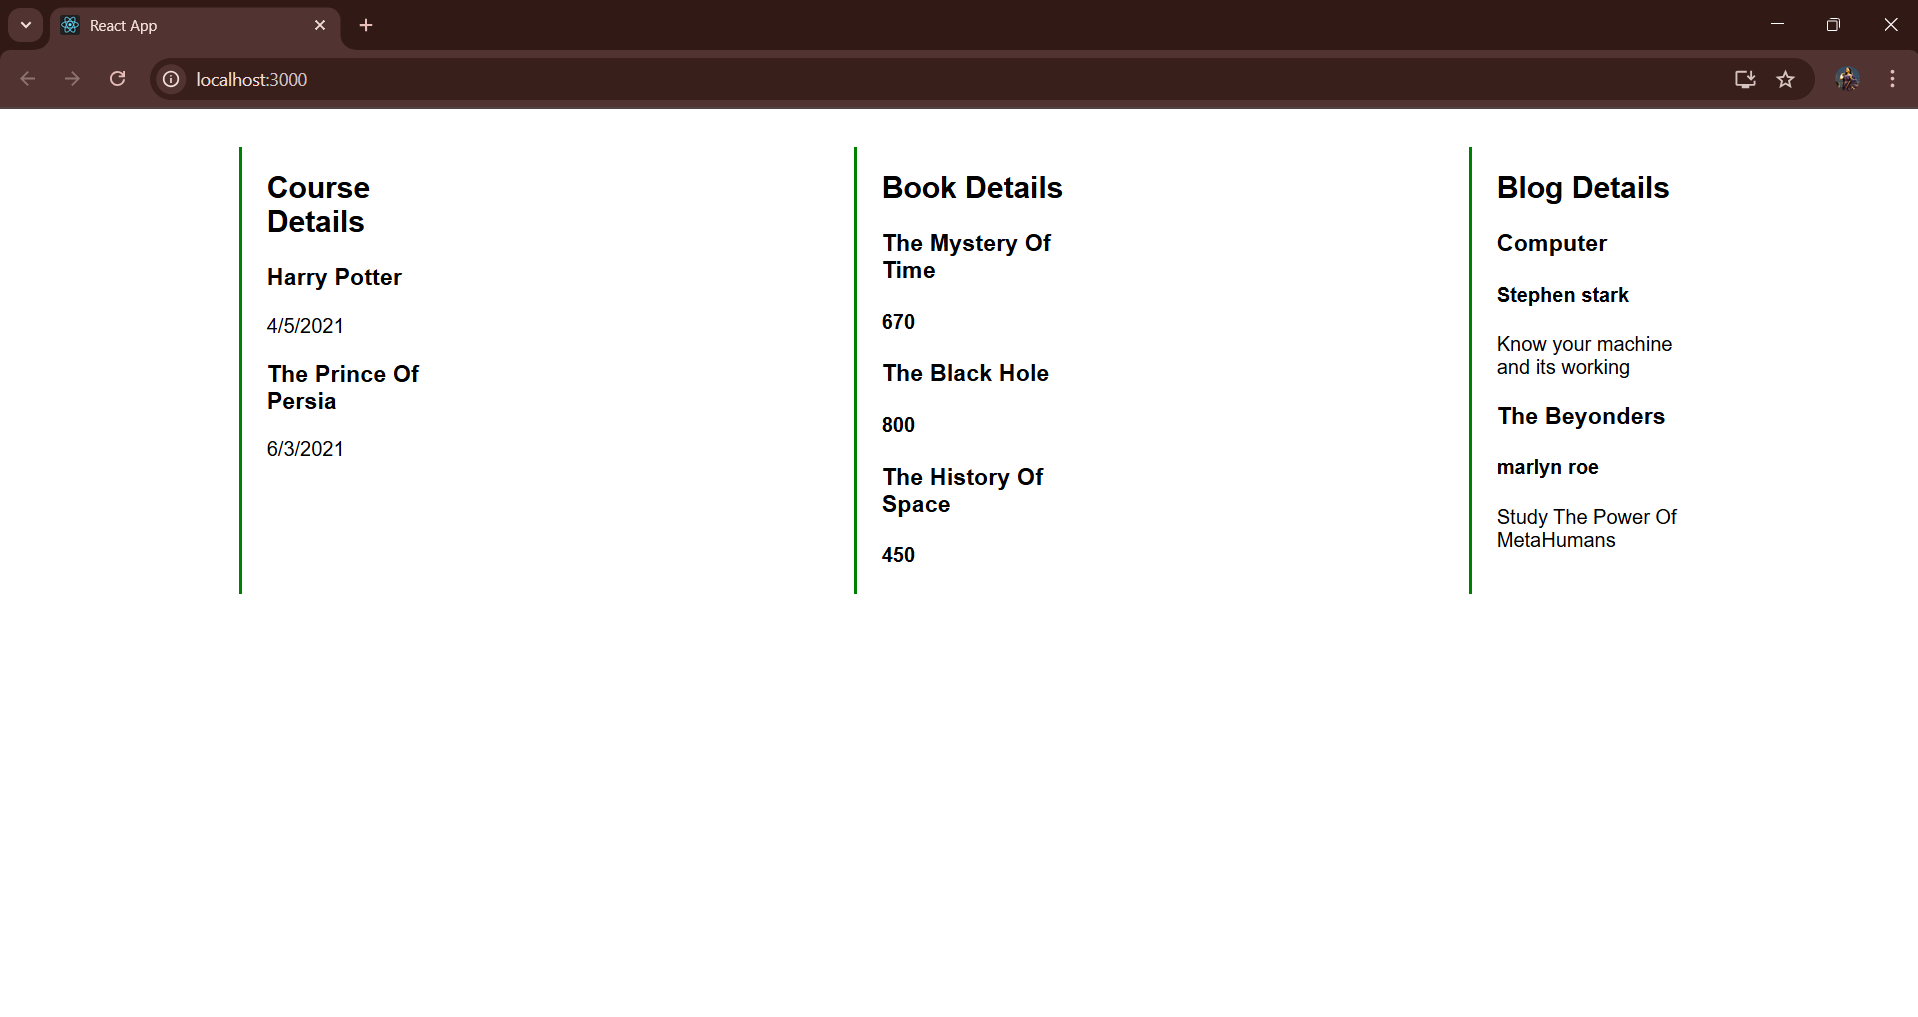 React App
localhost:3000
Course
Details
Harry Potter
4/5/2021
The Prince Of
Persia
6/3/2021
Book Details
The Mystery Of
Time
670
The Black Hole
800
The History Of
Space
450
Blog Details
Computer
Stephen stark
Know your machine
and its working
The Beyonders
marlyn roe
Study The Power Of
MetaHumans